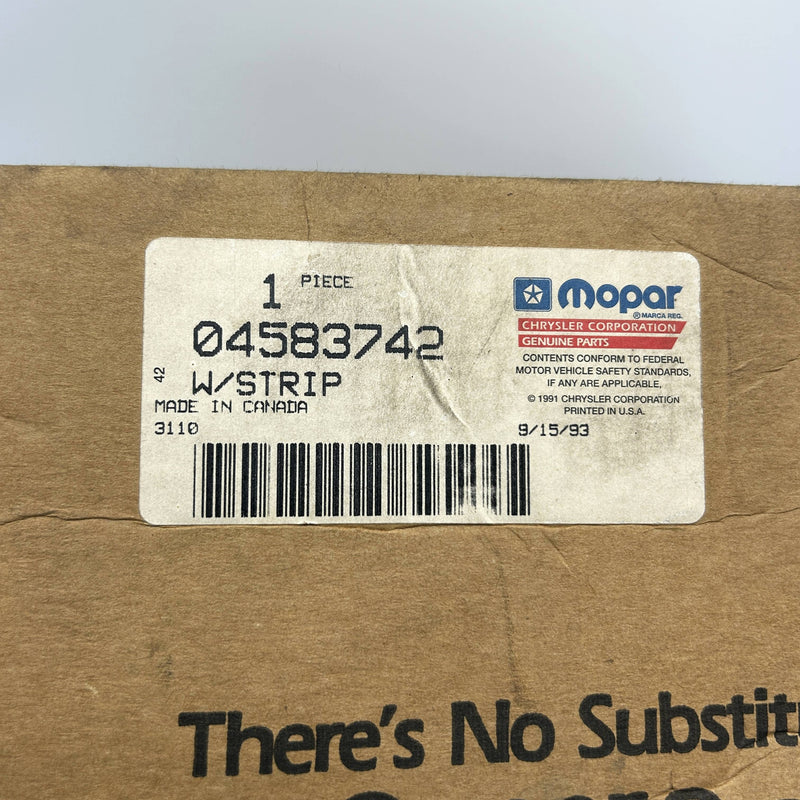 1 PIECE
04583742
42
W/STRIP
MADE IN CANADA
3110
9/15/93
Mopar
® MARCA REG.
CHRYSLER CORPORATION
GENUINE PARTS
CONTENTS CONFORM TO FEDERAL
MOTOR VEHICLE SAFETY STANDARDS,
IF ANY ARE APPLICABLE,
© 1991 CHRYSLER CORPORATION
PRINTED IN U.S.A.
There's No Substitu